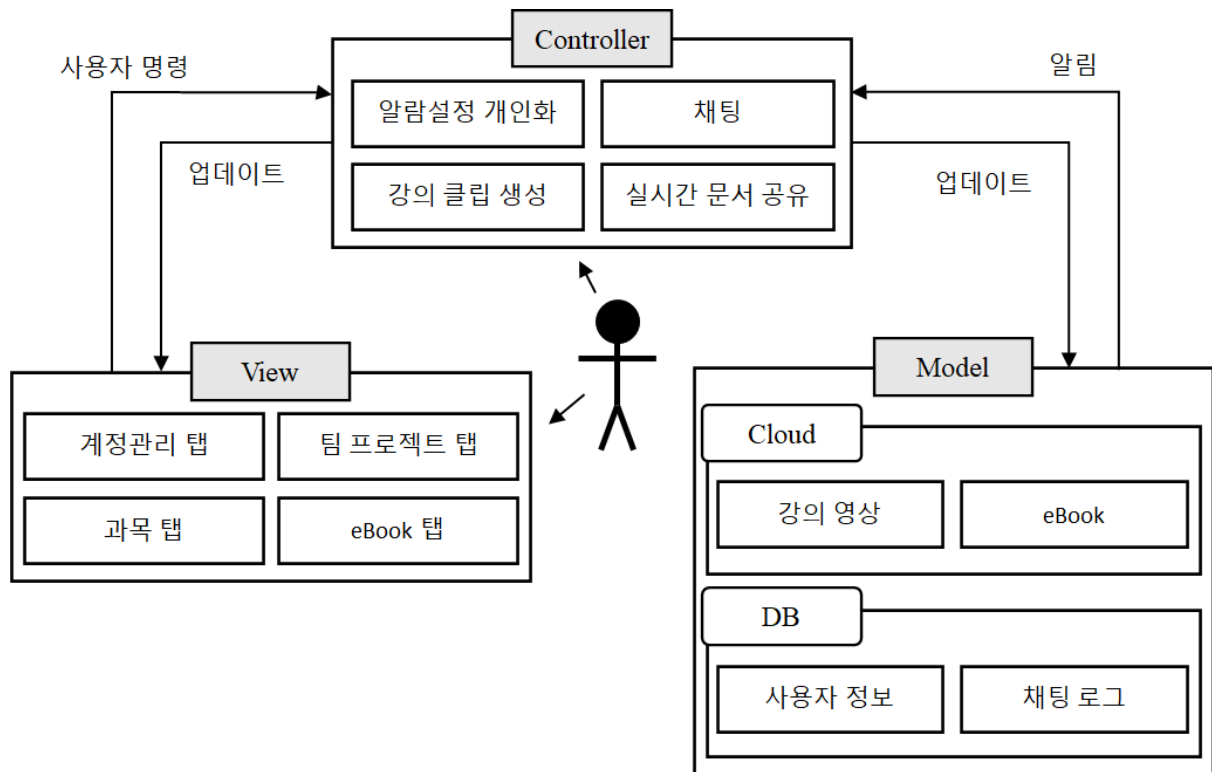 Controller
사용자 명령
알림
알람설정 개인화
채팅
업데이트
강의 클립 생성
실시간 문서 공유
업데이트
View
계정관리 탭
팀 프로젝트 탭
과목 탭
eBook 탭
Model
Cloud
강의 영상
eBook
DB
사용자 정보
채팅 로그